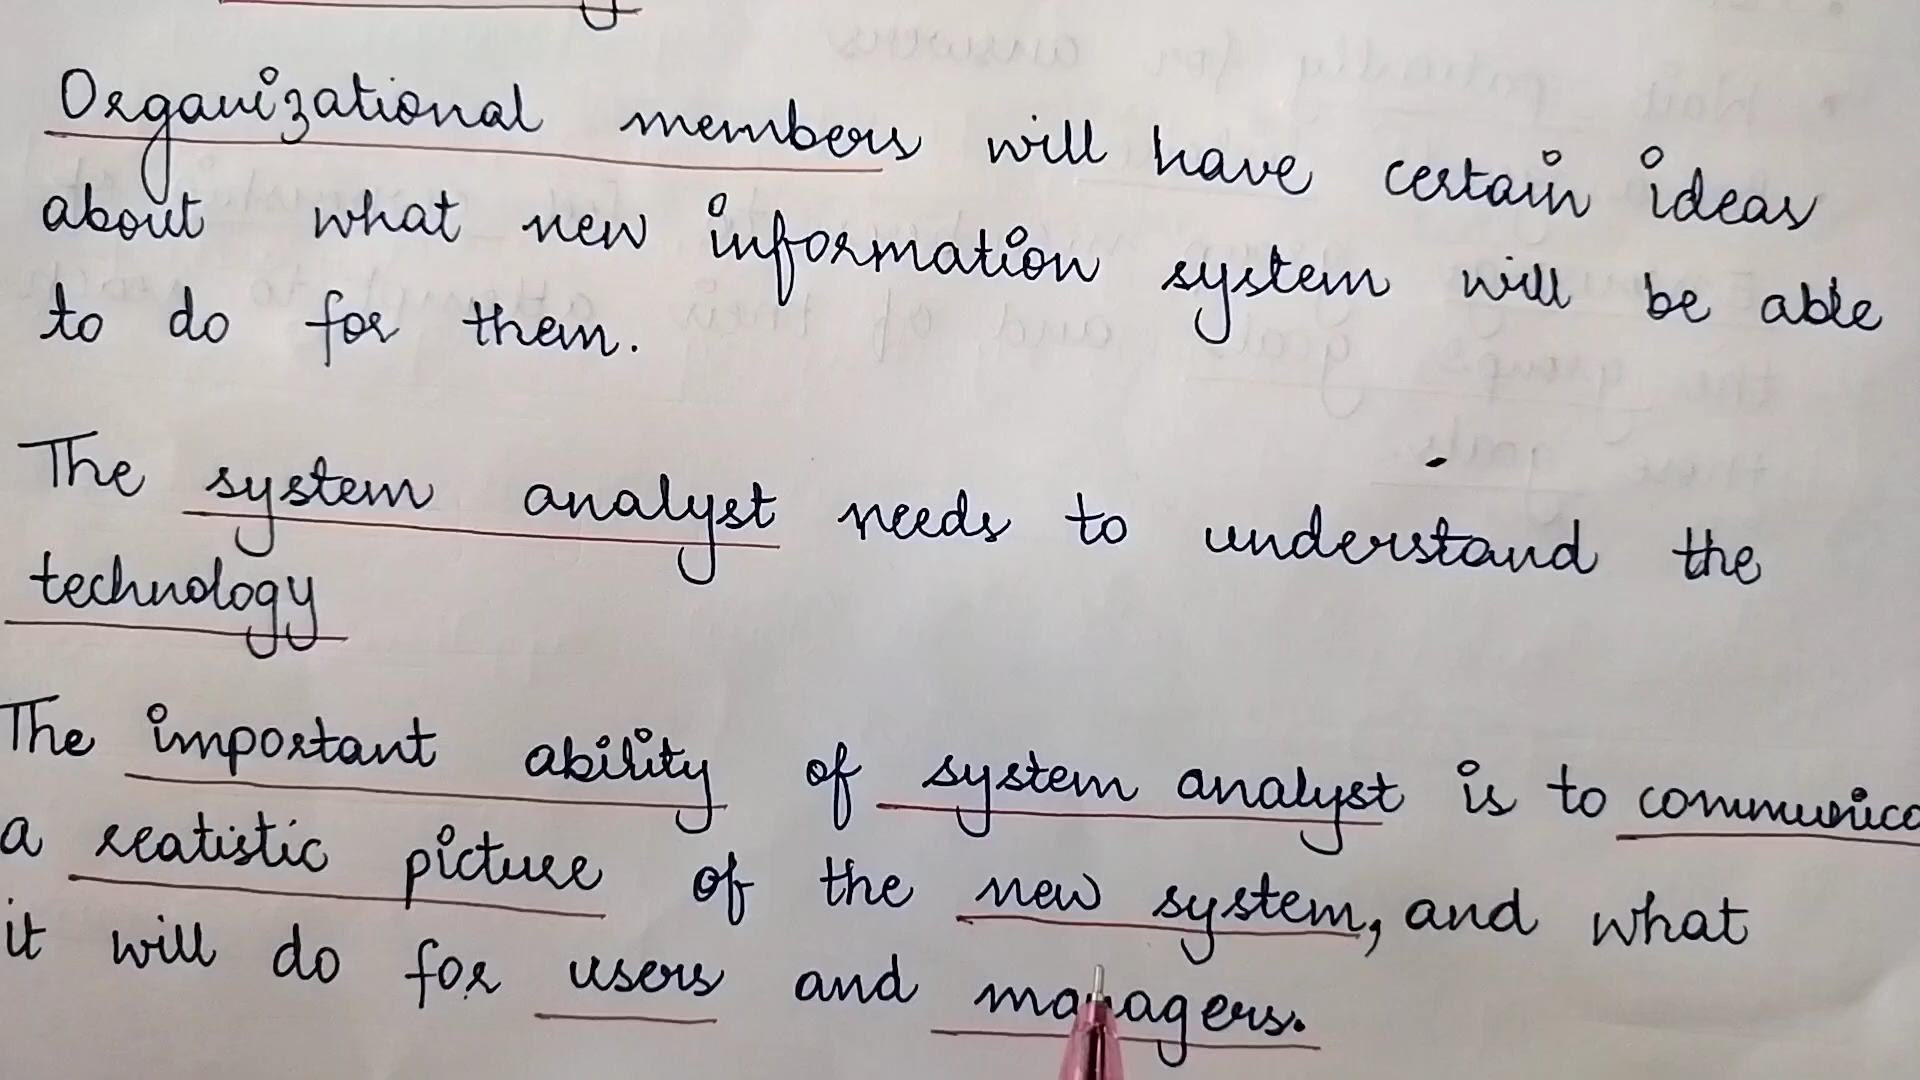 Organizational members will have certain ideas
about what new information system will be able
to do for them.
The system analyst needs to understand the
technology
The important ability of system analyst is to communica
a reatistic picture of the new system, and what
it will do for users and managers.